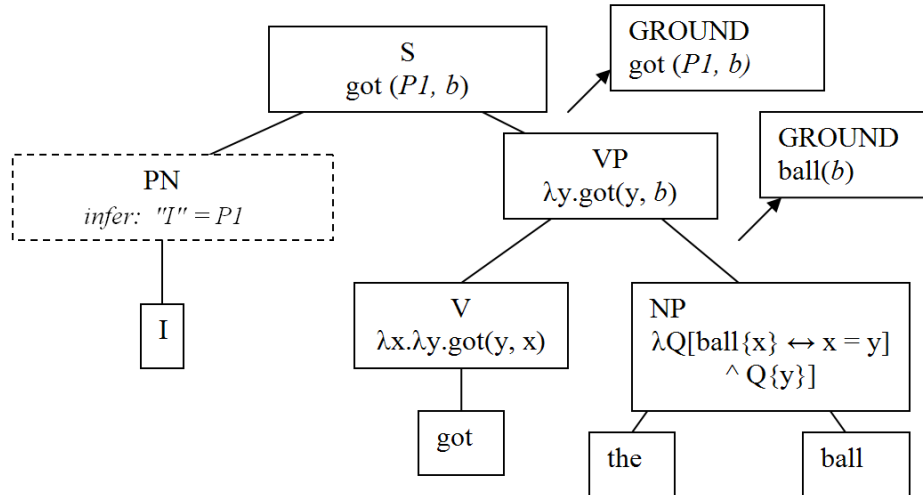 S
got (P1, b)
GROUND
got (P1, b)
GROUND
ball(b)
PN
infer: "I" = P1
VP
λy.got(y, b)
I
V
λx.λy.got(y, x)
NP
λQ[ball{x} ↔ x = y]
^ Q{y}]
got
the
ball